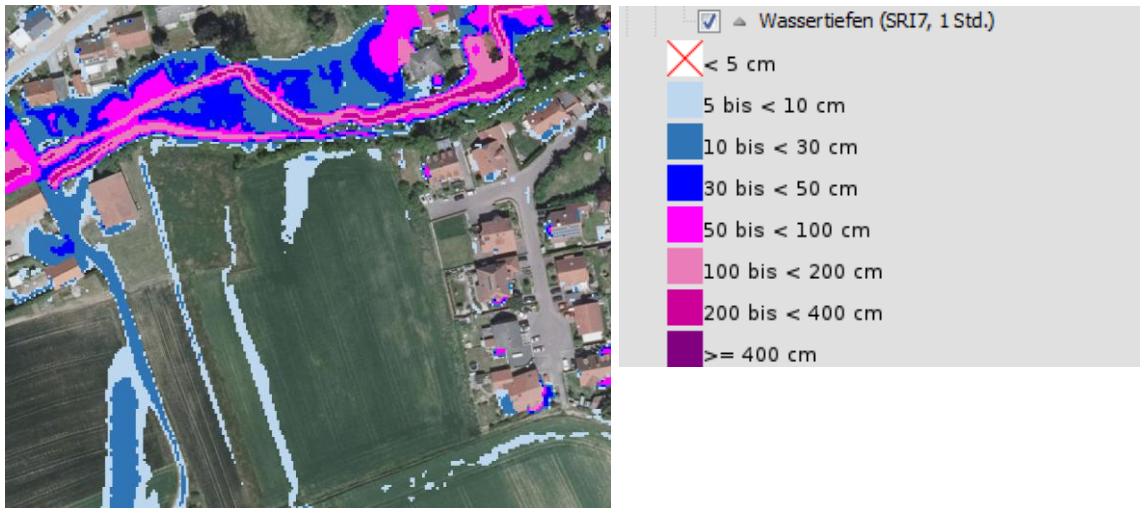 Wassertiefen (SRI7, 1 Std.)
< 5 cm
5 bis < 10 cm
10 bis < 30 cm
30 bis < 50 cm
50 bis < 100 cm
100 bis < 200 cm
200 bis < 400 cm
>= 400 cm